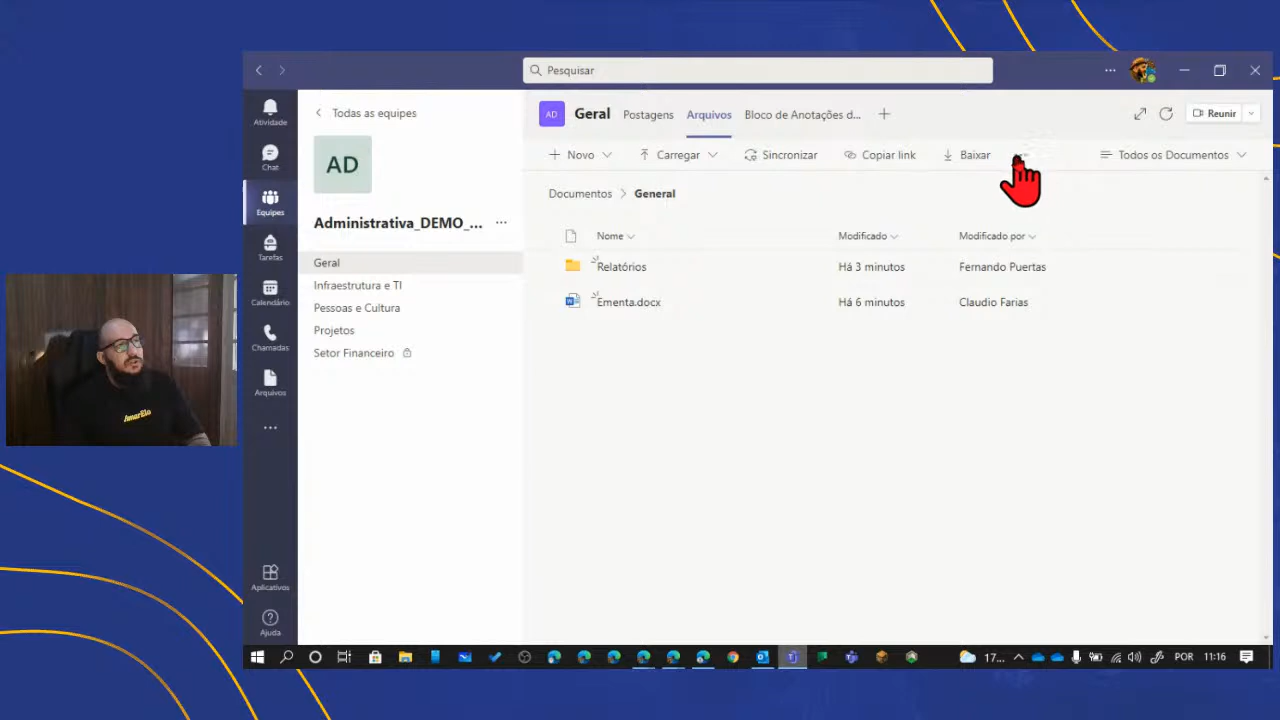 Pesquisar
Atividade
Chat
Equipes
Tarefas
Calendário
Chamadas
Arquivos
Aplicativos
Ajuda
Todas as equipes
AD
Administrativa_DEMO_...
Geral
Infraestrutura e TI
Pessoas e Cultura
Projetos
Setor Financeiro
AD Geral Postagens Arquivos Bloco de Anotações d... Reunir
Novo Carregar Sincronizar Copiar link Baixar Todos os Documentos
Documentos > General
Nome Modificado Modificado por
Relatórios Há 3 minutos Fernando Puertas
Ementa.docx Há 6 minutos Claudio Farias
AmarElo
17... POR 11:16